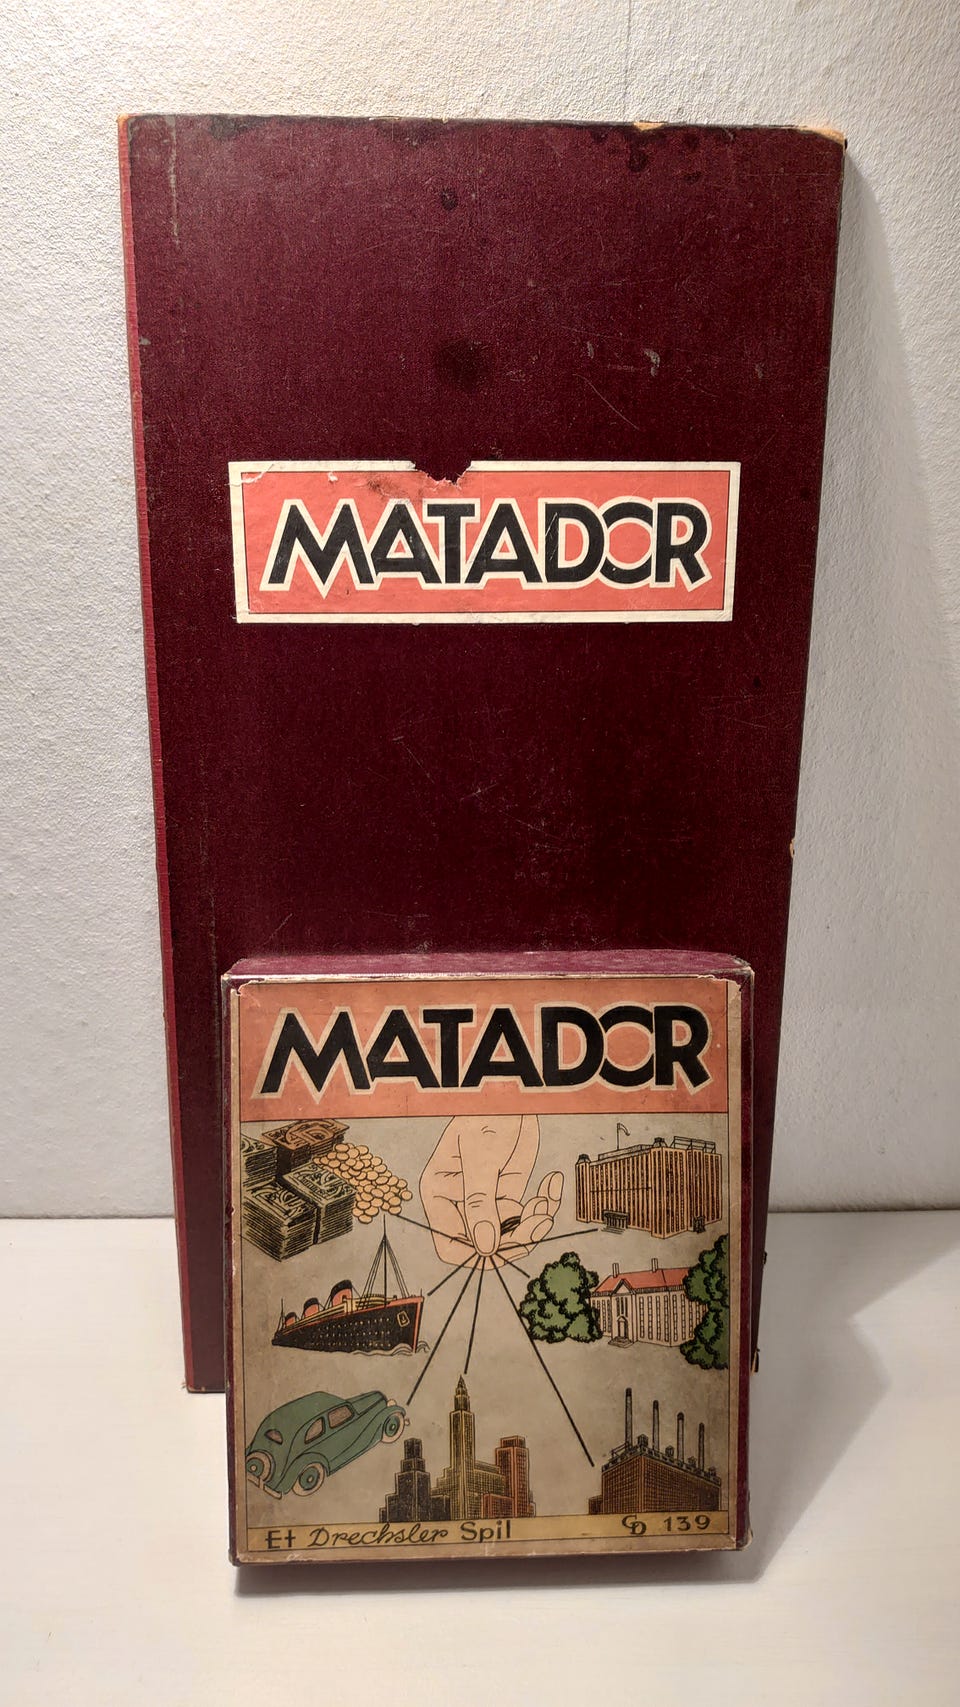 MATADOR
MATADOR
Et Drechsler Spil
CD 139